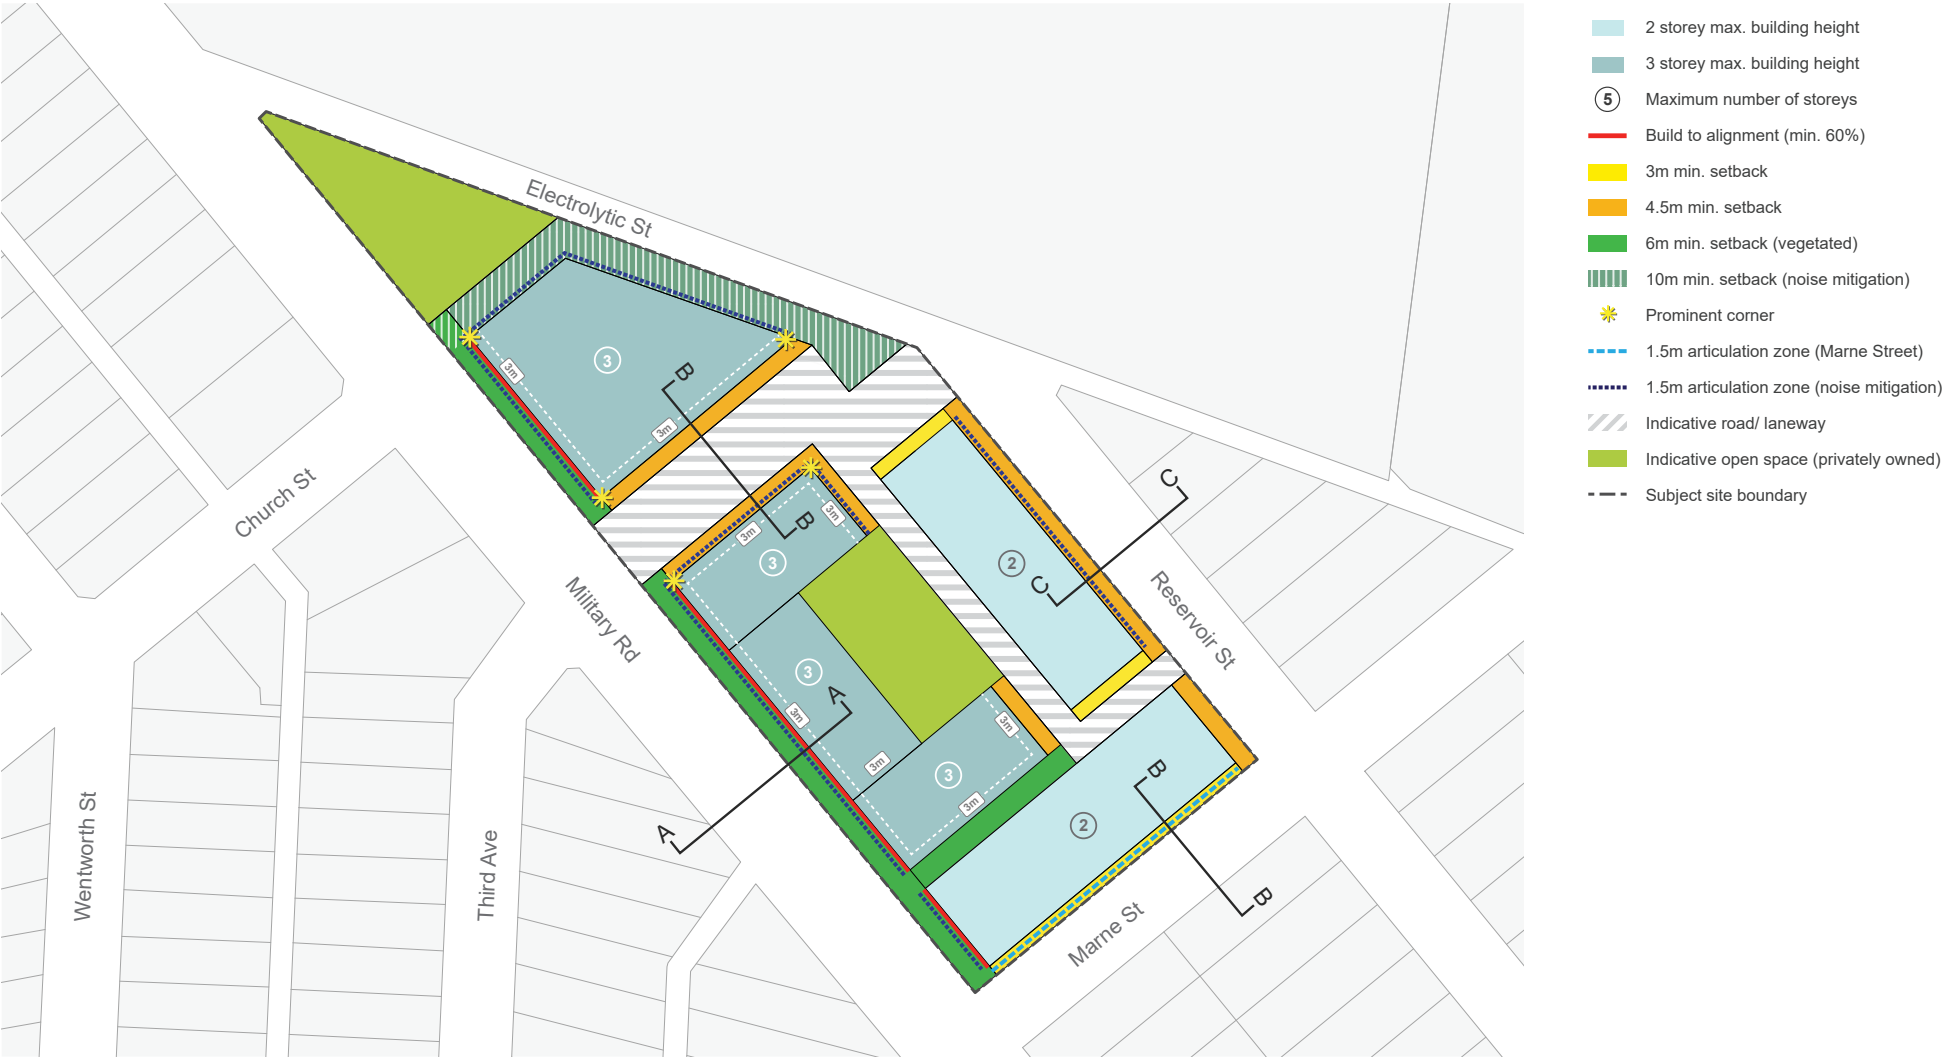 2 storey max. building height
3 storey max. building height
5 Maximum number of storeys
Build to alignment (min. 60%)
3m min. setback
4.5m min. setback
6m min. setback (vegetated)
10m min. setback (noise mitigation)
Prominent corner
1.5m articulation zone (Marne Street)
1.5m articulation zone (noise mitigation)
Indicative road/ laneway
Indicative open space (privately owned)
Subject site boundary
Electrolytic St
3
3m
B
3m
Church St
C
B
3m
3m
3
2
C
Military Rd
Reservoir St
3
A
3m
3m
3m
3
3m
B
2
A
Wentworth St
Third Ave
B
Marne St